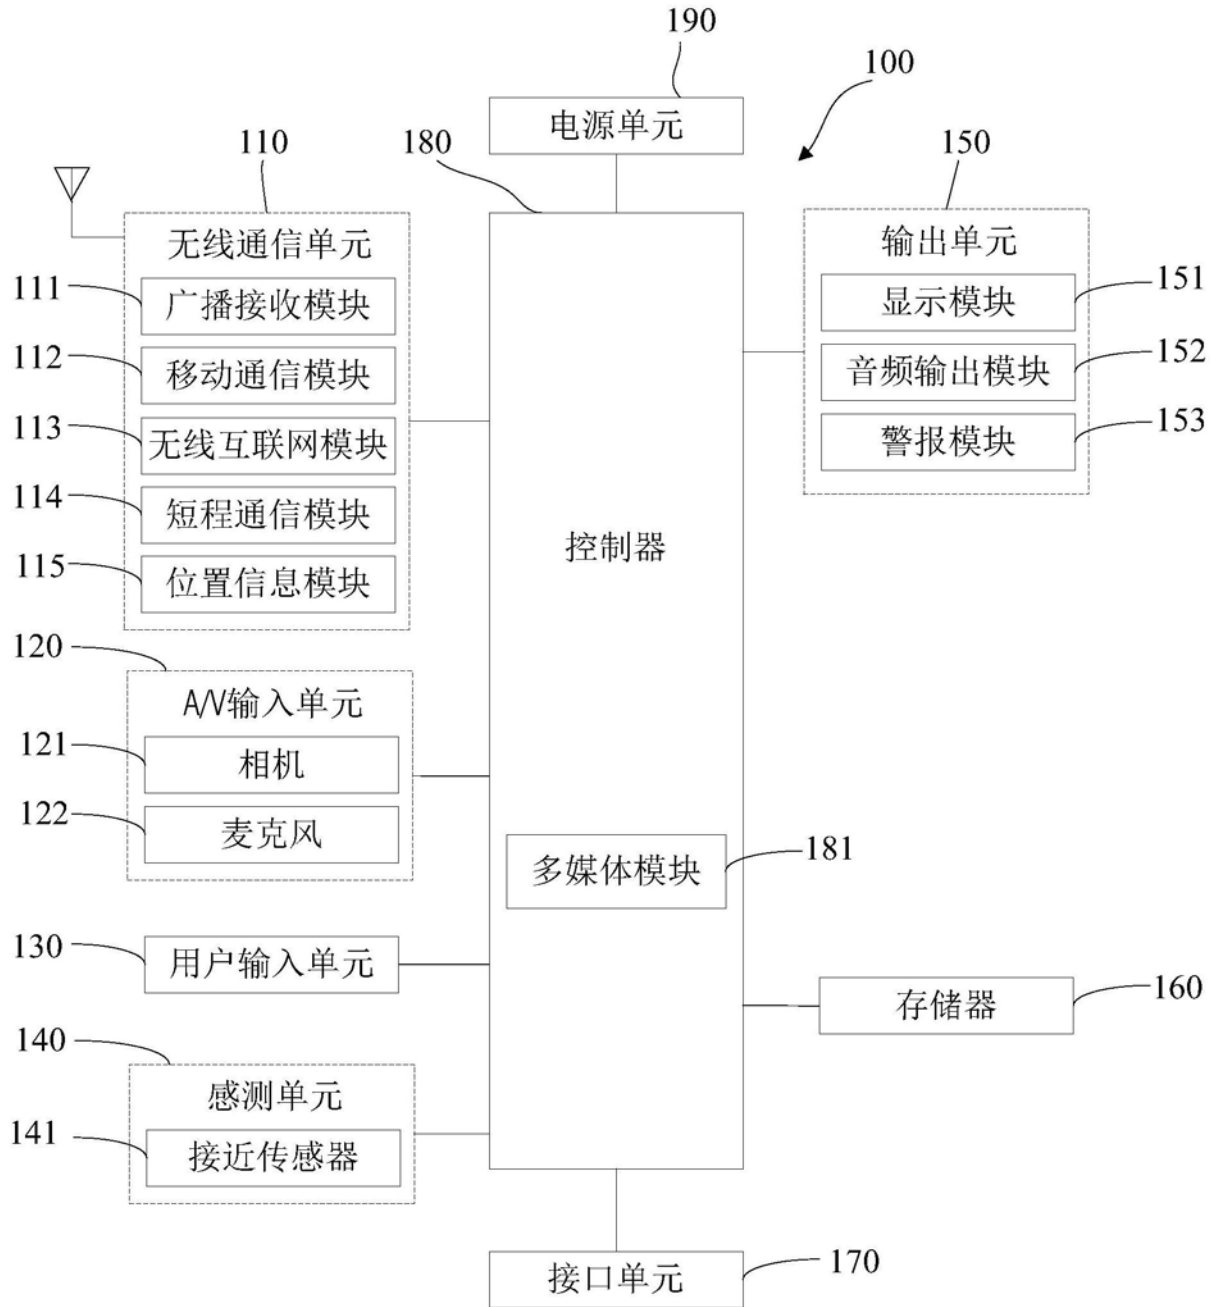 190
电源单元
100
180
110
无线通信单元
111
广播接收模块
112
移动通信模块
113
无线互联网模块
114
短程通信模块
115
位置信息模块
120
A/V输入单元
121
相机
122
麦克风
130
用户输入单元
140
感测单元
141
接近传感器
控制器
多媒体模块
181
150
输出单元
显示模块
151
音频输出模块
152
警报模块
153
存储器
160
接口单元
170